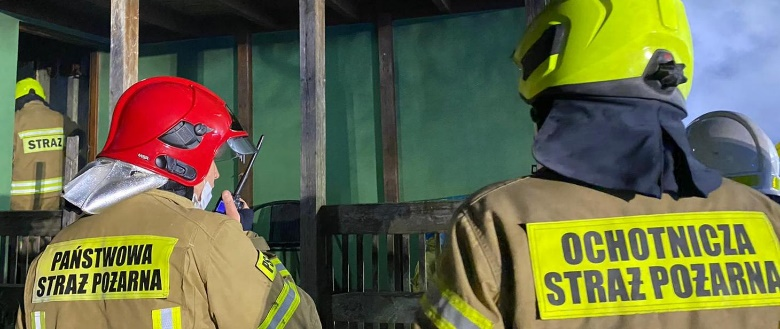 STRAŻ
PAŃSTWOWA
STRAŻ POŻARNA
OCHOTNICZA
STRAŻ POŻARNA